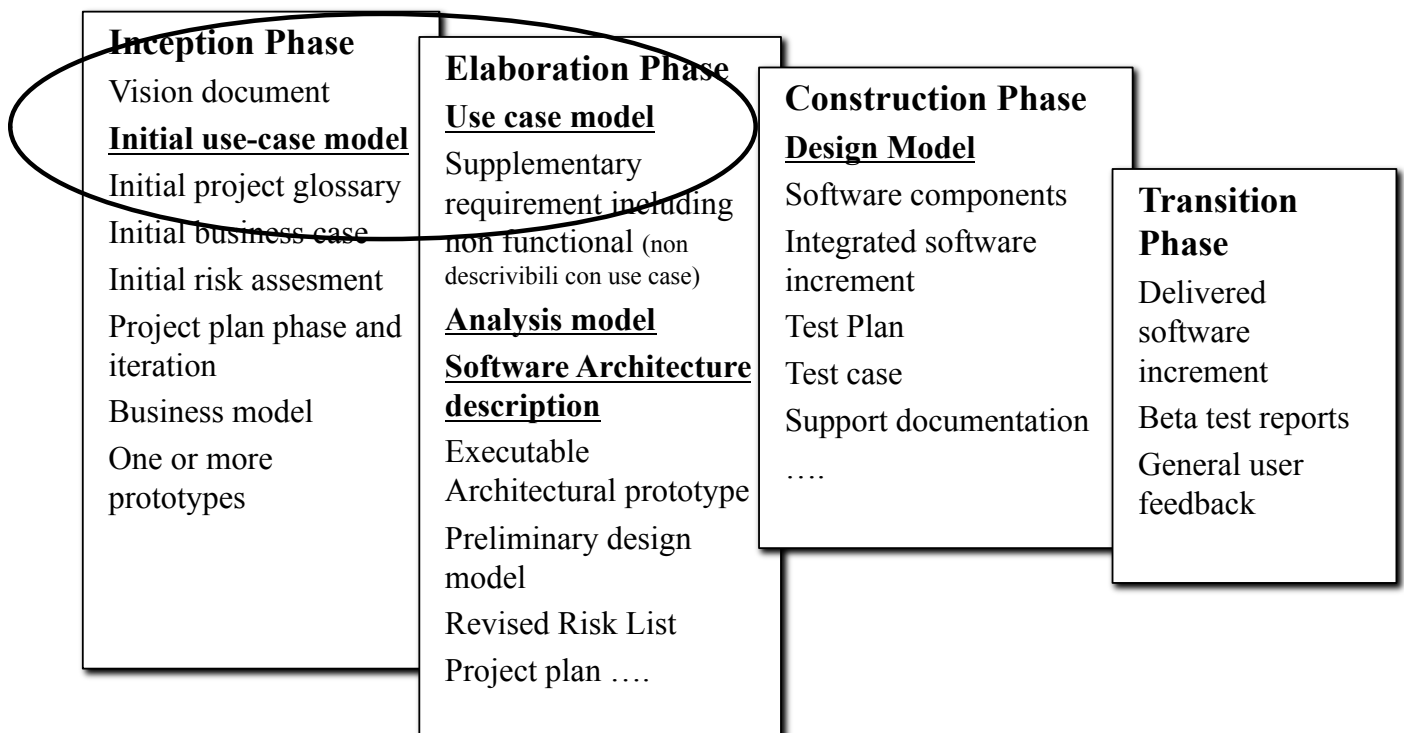 Inception Phase
Vision document
Initial use-case model
Initial project glossary
Initial business case
Initial risk assesment
Project plan phase and
iteration
Business model
One or more
prototypes
Elaboration Phase
Use case model
Supplementary
requirement including
non functional (non
descrivibili con use case)
Analysis model
Software Architecture
description
Executable
Architectural prototype
Preliminary design
model
Revised Risk List
Project plan ….
Construction Phase
Design Model
Software components
Integrated software
increment
Test Plan
Test case
Support documentation
….
Transition
Phase
Delivered
software
increment
Beta test reports
General user
feedback